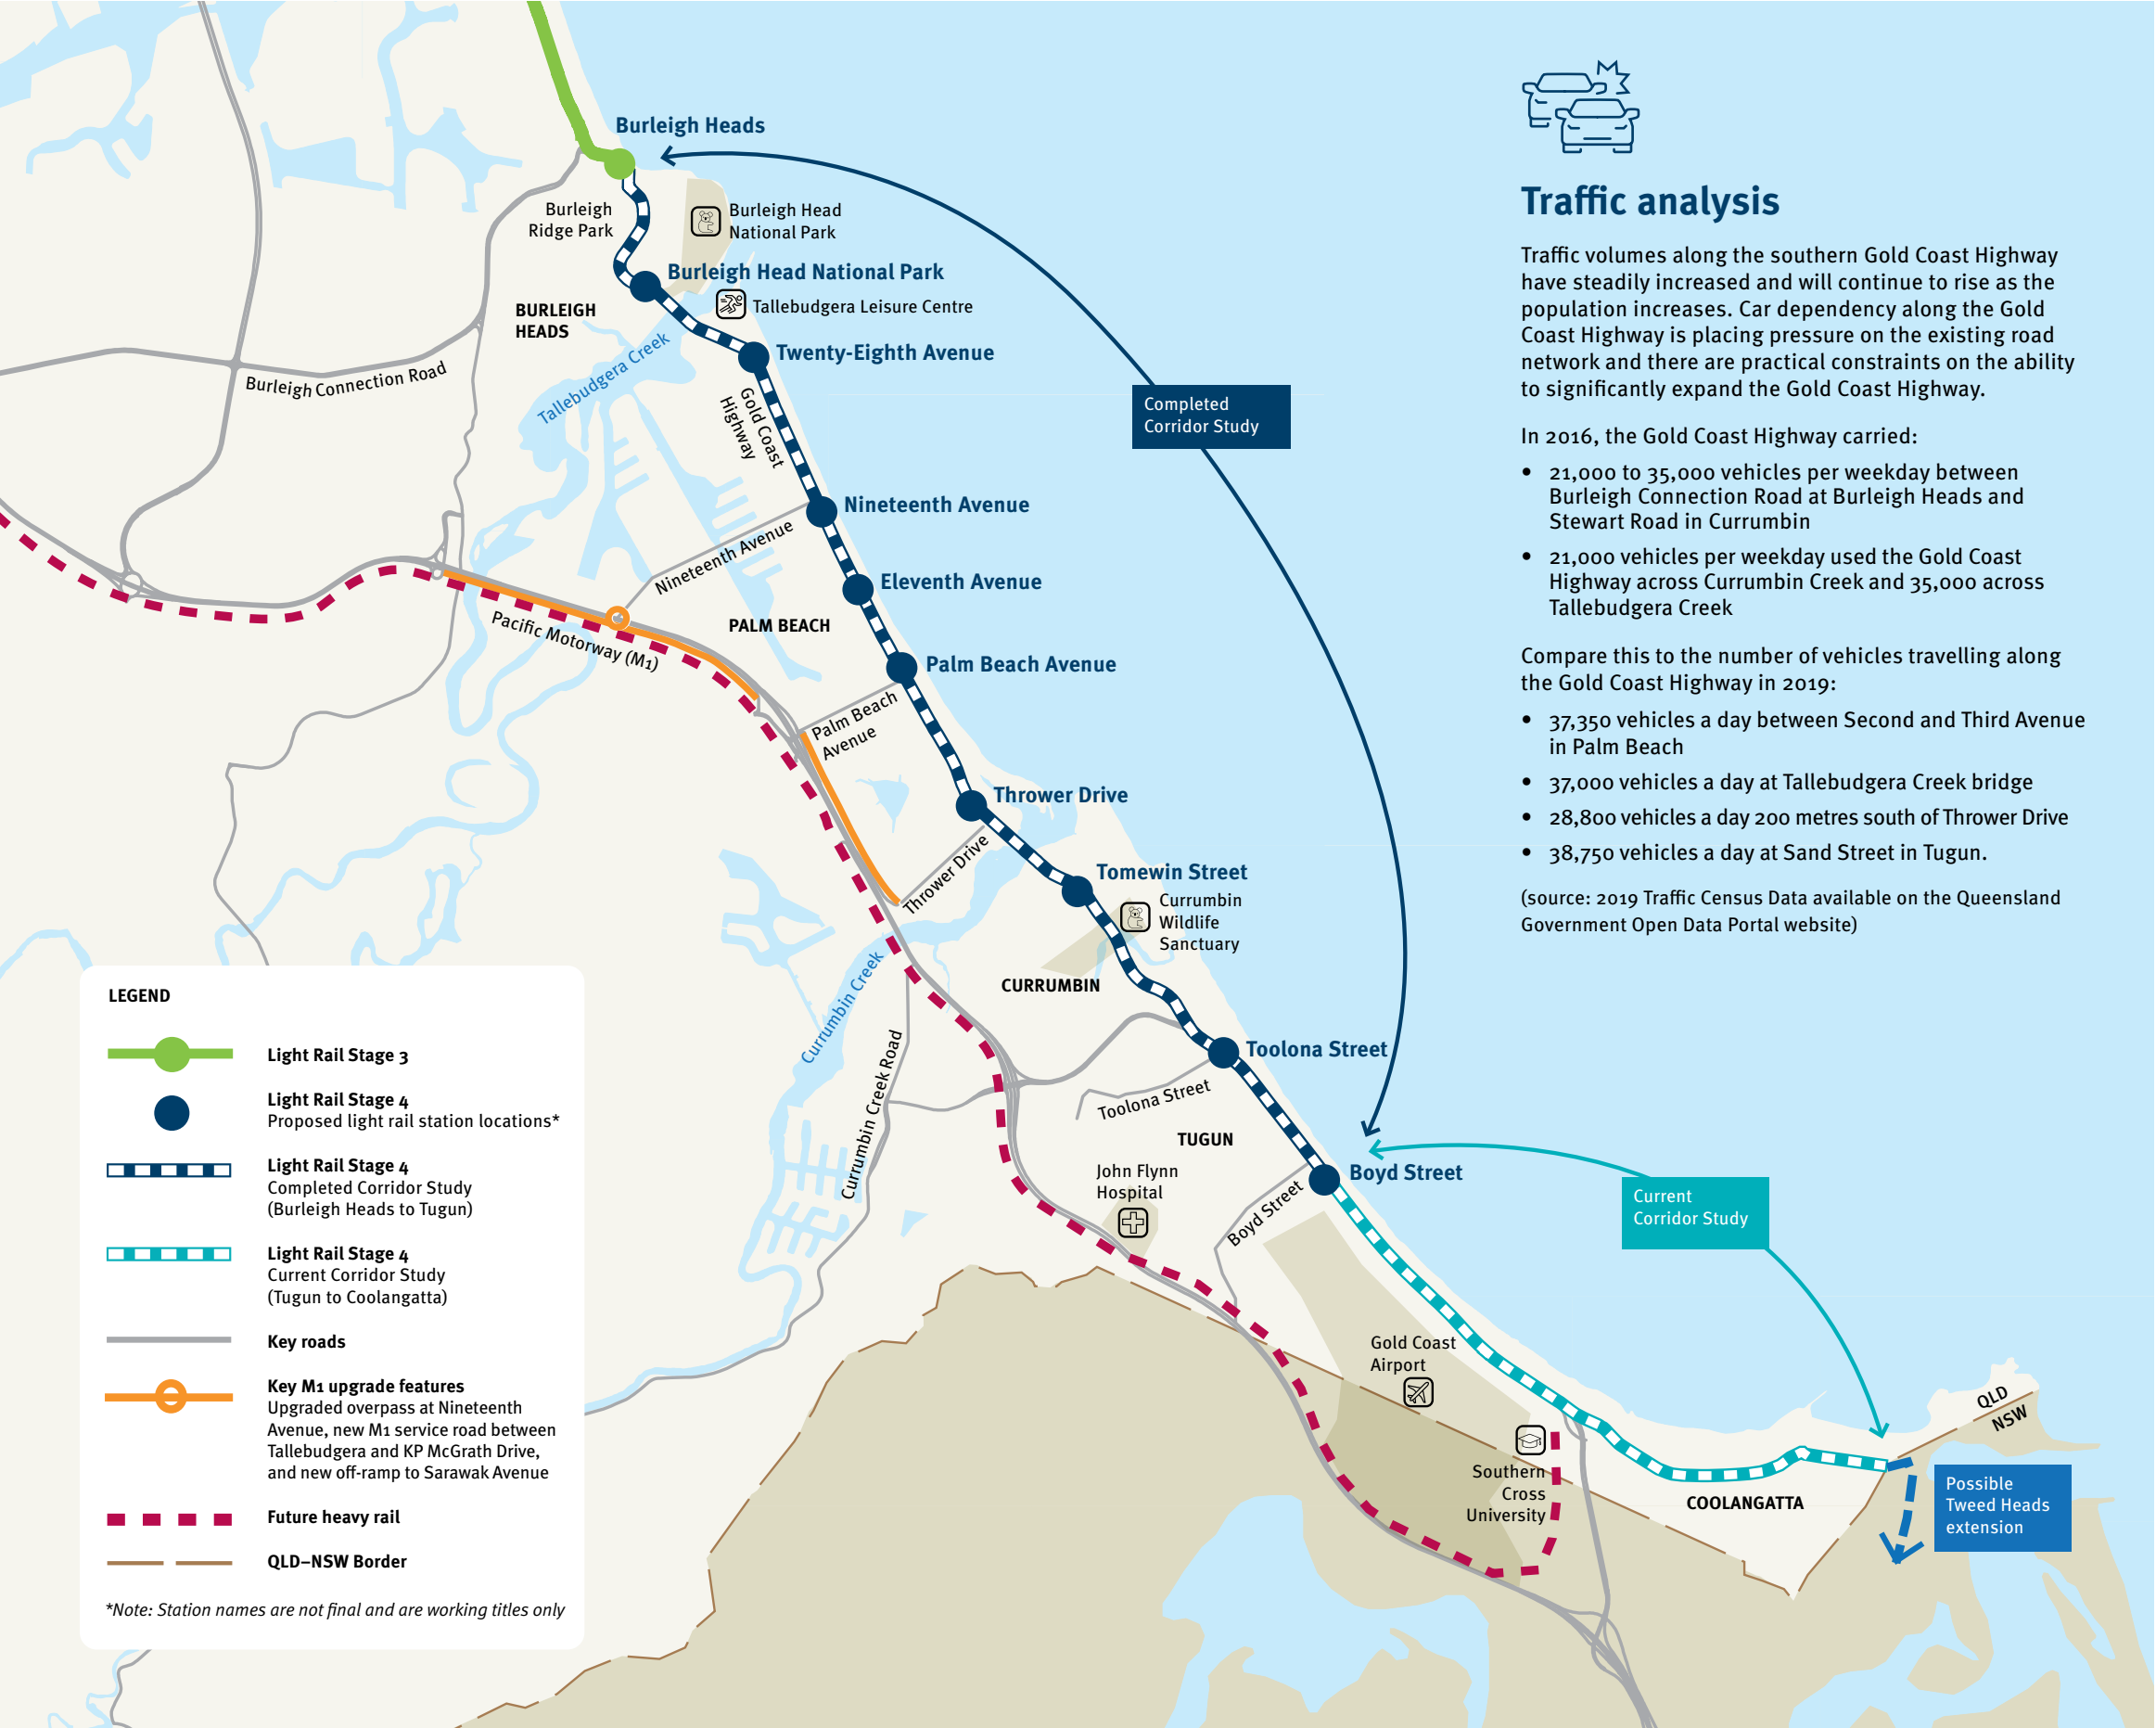 Burleigh Heads
Burleigh
Ridge Park
Burleigh Head
National Park
Burleigh Head National Park
Tallebudgera Leisure Centre
BURLEIGH
HEADS
Twenty-Eighth Avenue
Tallebudgera Creek
Burleigh Connection Road
Gold Coast
Highway
Nineteenth Avenue
Nineteenth Avenue
Eleventh Avenue
PALM BEACH
Pacific Motorway (M1)
Palm Beach Avenue
Palm Beach
Avenue
Thrower Drive
Thrower Drive
Tomewin Street
Currumbin
Wildlife
Sanctuary
CURRUMBIN
Currumbin Creek
Currumbin Creek Road
Toolona Street
Toolona Street
TUGUN
John Flynn
Hospital
Boyd Street
Boyd Street
Gold Coast
Airport
Southern
Cross
University
COOLANGATTA
QLD
NSW
Completed
Corridor Study
Current
Corridor Study
Possible
Tweed Heads
extension
Traffic analysis
Traffic volumes along the southern Gold Coast Highway
have steadily increased and will continue to rise as the
population increases. Car dependency along the Gold
Coast Highway is placing pressure on the existing road
network and there are practical constraints on the ability
to significantly expand the Gold Coast Highway.
In 2016, the Gold Coast Highway carried:
• 21,000 to 35,000 vehicles per weekday between
Burleigh Connection Road at Burleigh Heads and
Stewart Road in Currumbin
• 21,000 vehicles per weekday used the Gold Coast
Highway across Currumbin Creek and 35,000 across
Tallebudgera Creek
Compare this to the number of vehicles travelling along
the Gold Coast Highway in 2019:
• 37,350 vehicles a day between Second and Third Avenue
in Palm Beach
• 37,000 vehicles a day at Tallebudgera Creek bridge
• 28,800 vehicles a day 200 metres south of Thrower Drive
• 38,750 vehicles a day at Sand Street in Tugun.
(source: 2019 Traffic Census Data available on the Queensland
Government Open Data Portal website)
LEGEND
Light Rail Stage 3
Light Rail Stage 4
Proposed light rail station locations*
Light Rail Stage 4
Completed Corridor Study
(Burleigh Heads to Tugun)
Light Rail Stage 4
Current Corridor Study
(Tugun to Coolangatta)
Key roads
Key M1 upgrade features
Upgraded overpass at Nineteenth
Avenue, new M1 service road between
Tallebudgera and KP McGrath Drive,
and new off-ramp to Sarawak Avenue
Future heavy rail
QLD–NSW Border
*Note: Station names are not final and are working titles only